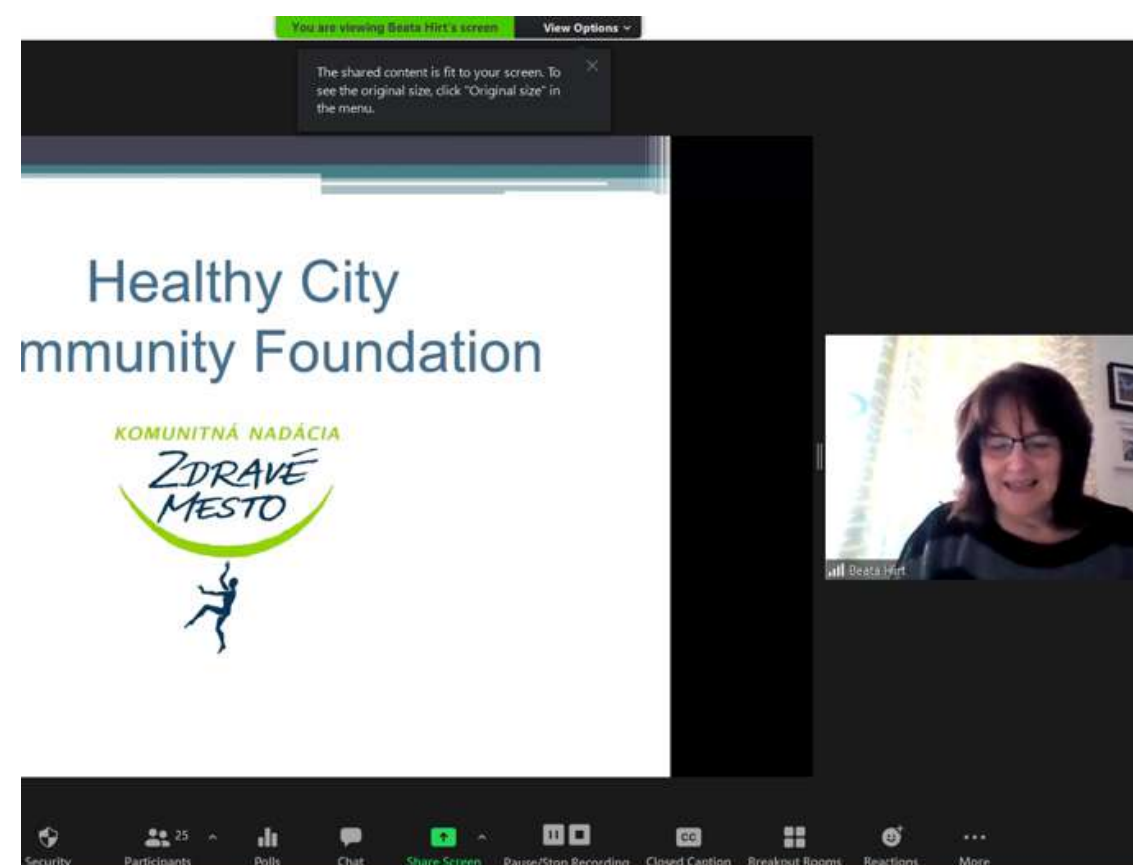 You are viewing Beata Hirt's screen
View Options
The shared content is fit to your screen. To
see the original size, click "Original size" in
the menu.
Healthy City
mmunity Foundation
KOMUNITNÁ NADÁCIA
ZDRAVÉ
MESTO
Beata Hirt
Security
Participants
25
Polls
Chat
Share Screen
Pause/Stop Recording
CC
Closed Caption
Breakout Rooms
Reactions
More